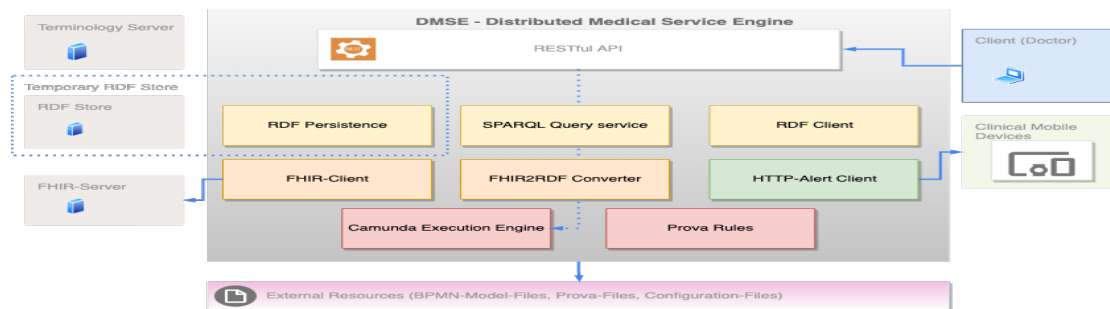 DMSE - Distributed Medical Service Engine
Terminology Server
REST
RESTful API
Client (Doctor)
Temporary RDF Store
RDF Store
RDF Persistence
SPARQL Query service
RDF Client
Clinical Mobile
Devices
FHIR-Server
FHIR-Client
FHIR2RDF Converter
HTTP-Alert Client
Camunda Execution Engine
Prova Rules
External Resources (BPMN-Model-Files, Prova-Files, Configuration-Files)